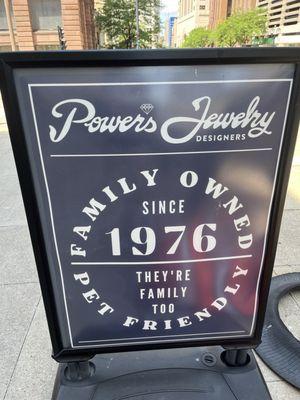 Powers Jewelry
DESIGNERS
FAMILY OWNED
SINCE
1976
THEY'RE
FAMILY
TOO
PET FRIENDLY